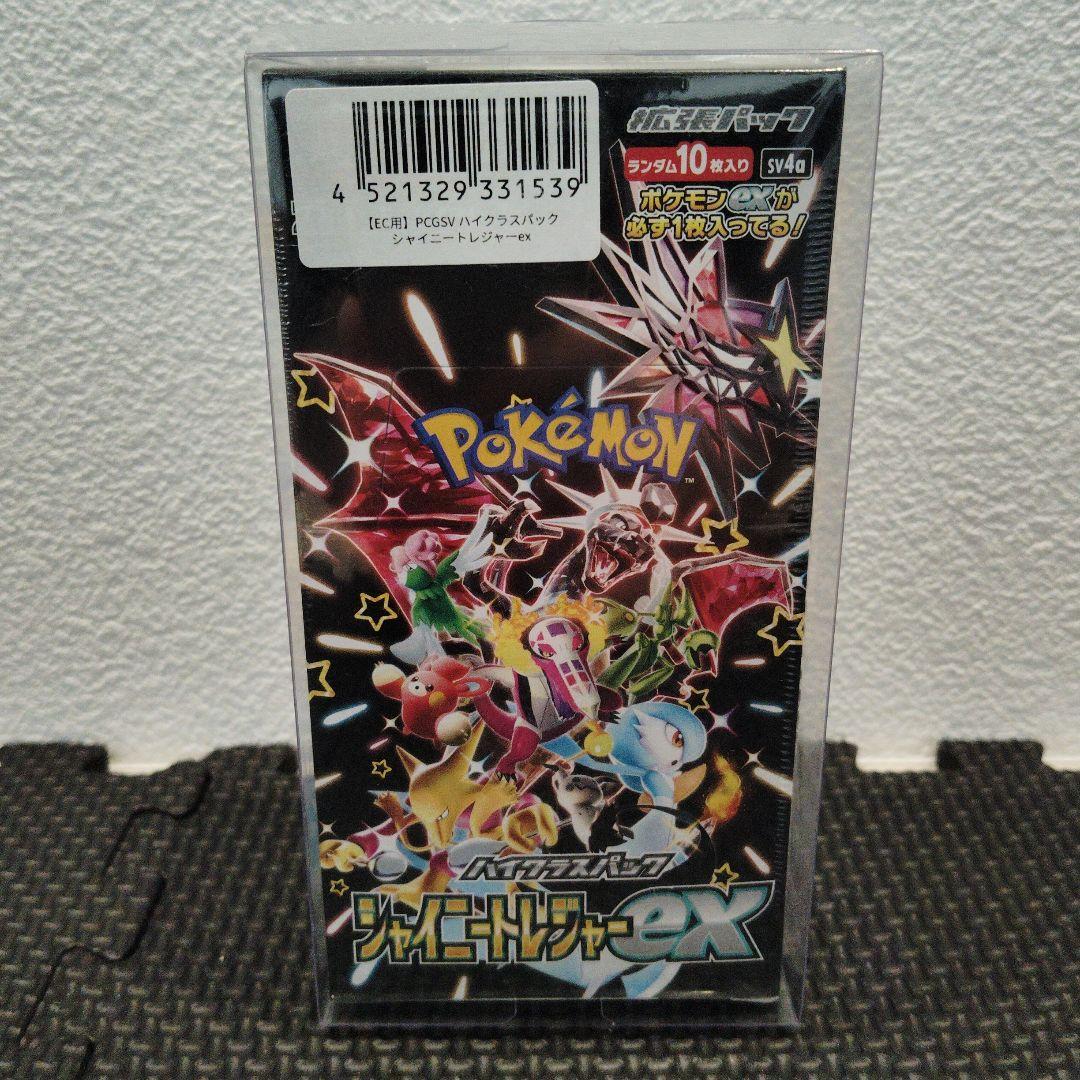 4 521329 331539
【EC用】PCGSV ハイクラスパック
シャイニートレジャーex
拡張パック
ランダム10枚入り SV4a
ポケモンexが
必ず1枚入ってる!
Pokémon
TM
ハイクラスパック
シャイニートレジャーex